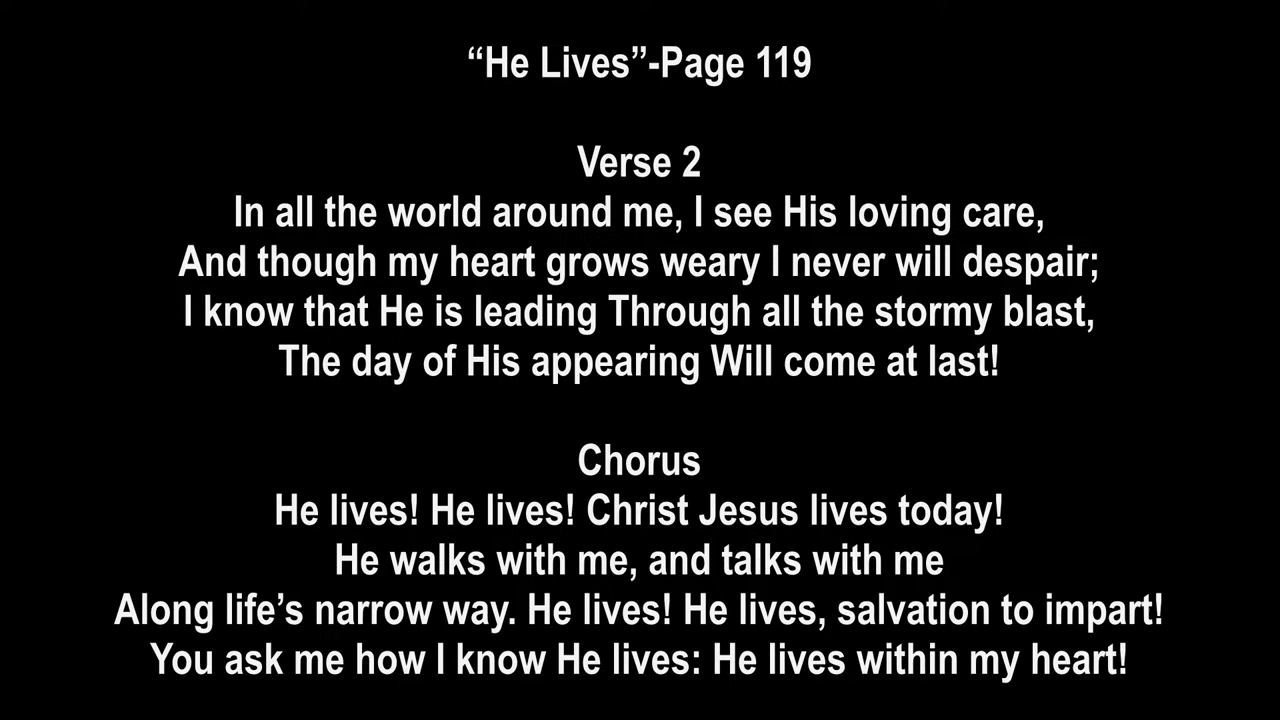 “He Lives”-Page 119
Verse 2
In all the world around me, I see His loving care,
And though my heart grows weary I never will despair;
I know that He is leading Through all the stormy blast,
The day of His appearing Will come at last!
Chorus
He lives! He lives! Christ Jesus lives today!
He walks with me, and talks with me
Along life’s narrow way. He lives! He lives, salvation to impart!
You ask me how I know He lives: He lives within my heart!